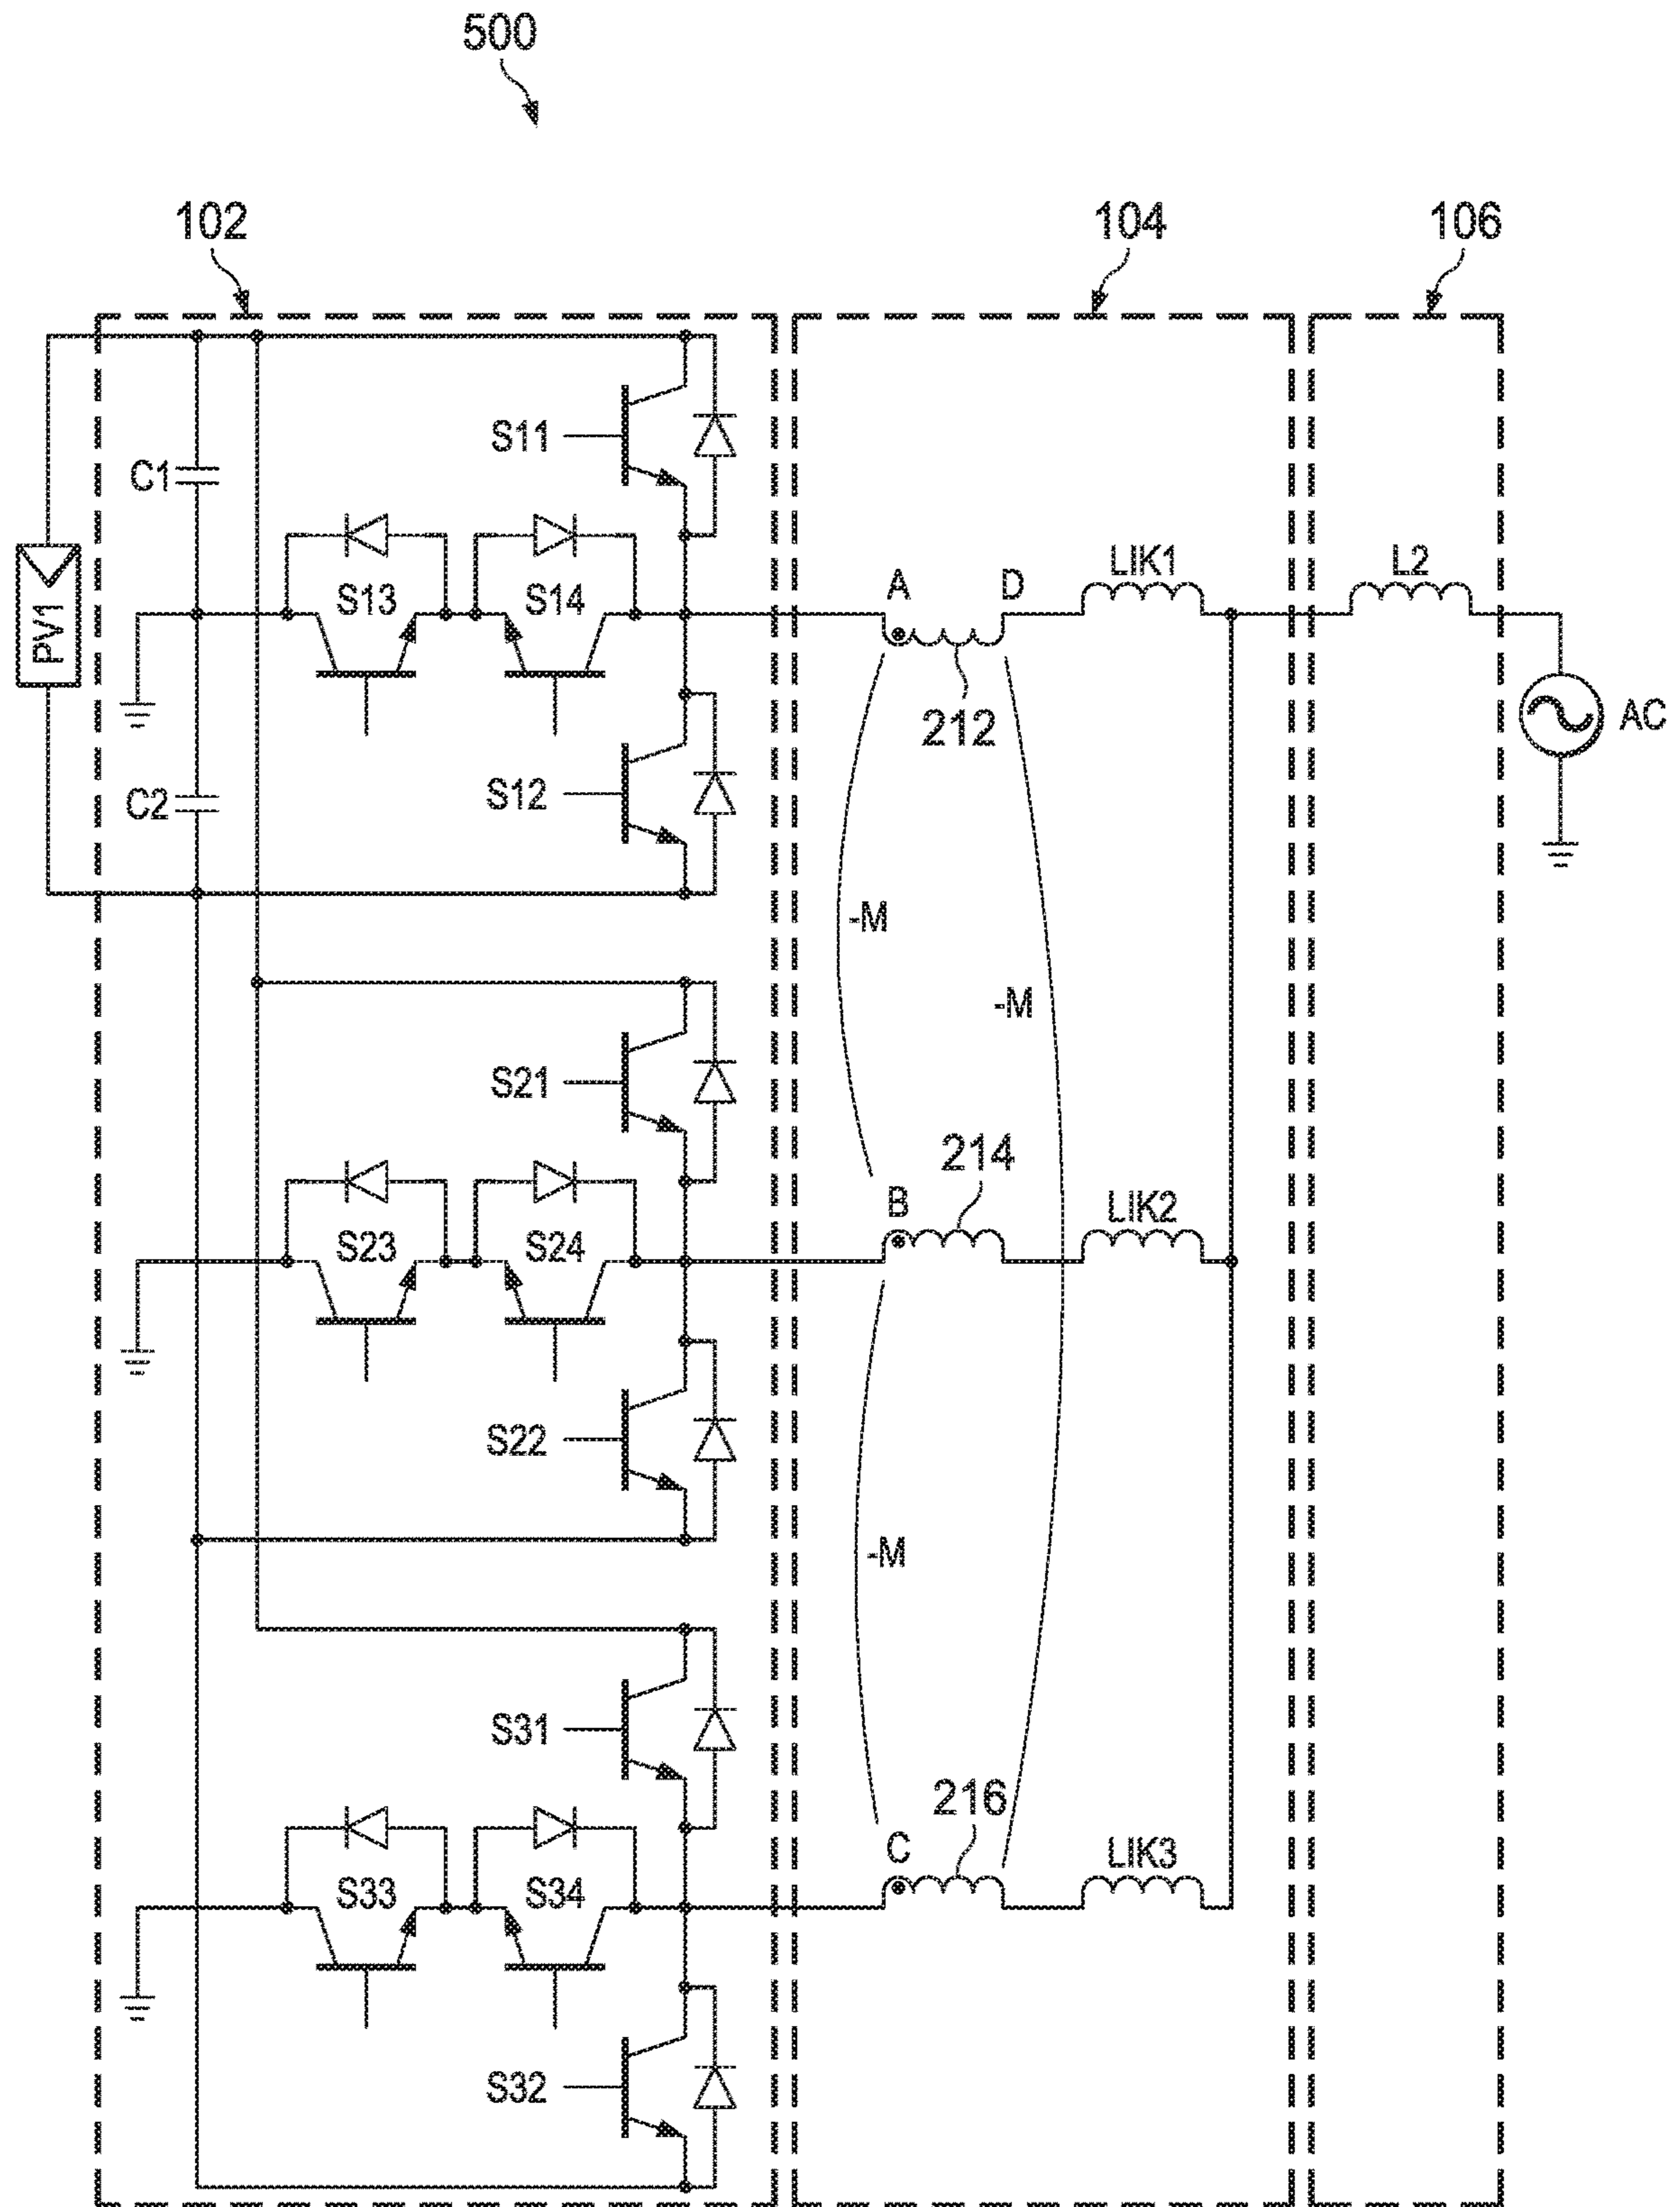 500
102
104
106
S11
C1
S13
S14
A
D
LIK1
L2
PV1
212
AC
C2
S12
-M
-M
S21
214
B
LIK2
S23
S24
S22
-M
S31
216
C
LIK3
S33
S34
S32